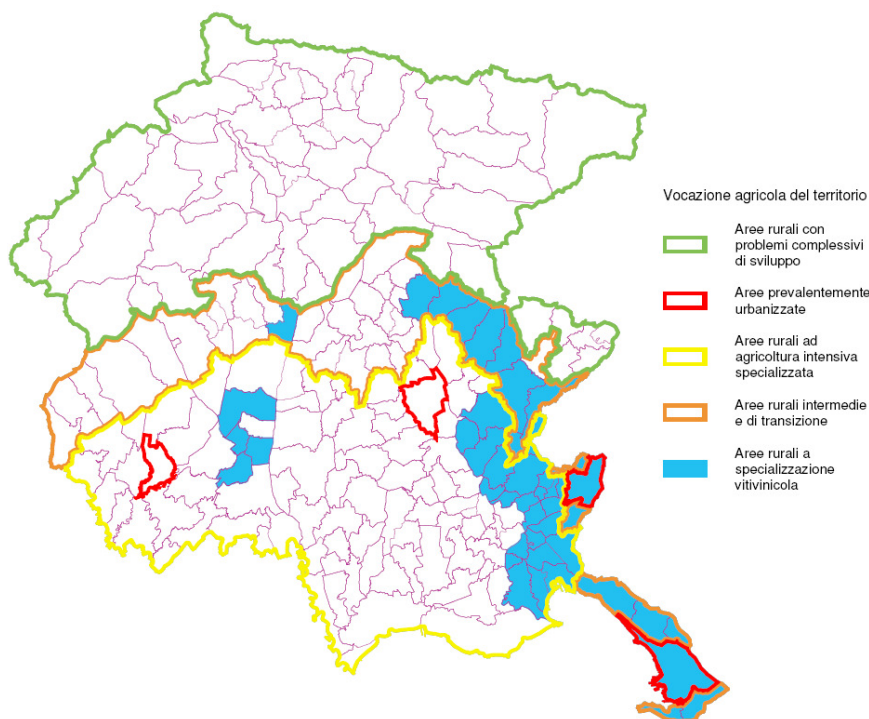 Vocazione agricola del territorio
Aree rurali con
problemi complessivi
di sviluppo
Aree prevalentemente
urbanizzate
Aree rurali ad
agricoltura intensiva
specializzata
Aree rurali intermedie
e di transizione
Aree rurali a
specializzazione
vitivinicola